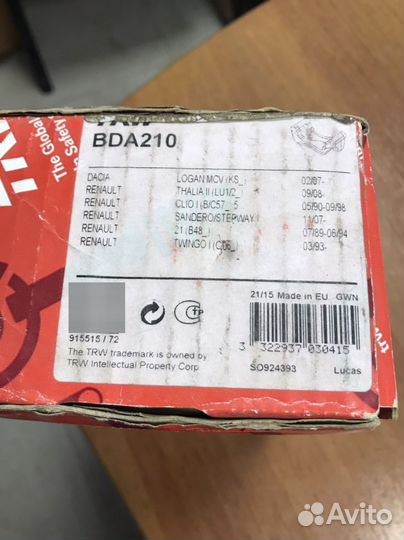 TRW
The Global
in Safety
BDA210
DACIA LOGAN MCV (KS_) 02/07-
RENAULT THALIA II (LU1/2_ 09/08-
RENAULT CLIO I (B/C57_, 5 05/90-09/98
RENAULT SANDERO/STEPWAY I 11/07-
RENAULT 21 (B48_) 07/89-06/94
RENAULT TWINGO I (C06_) 03/93-
21/15 Made in EU GWN
915515 / 72
3 322937 030415
The TRW trademark is owned by
TRW Intellectual Property Corp
SO924393 Lucas
trw
Avito